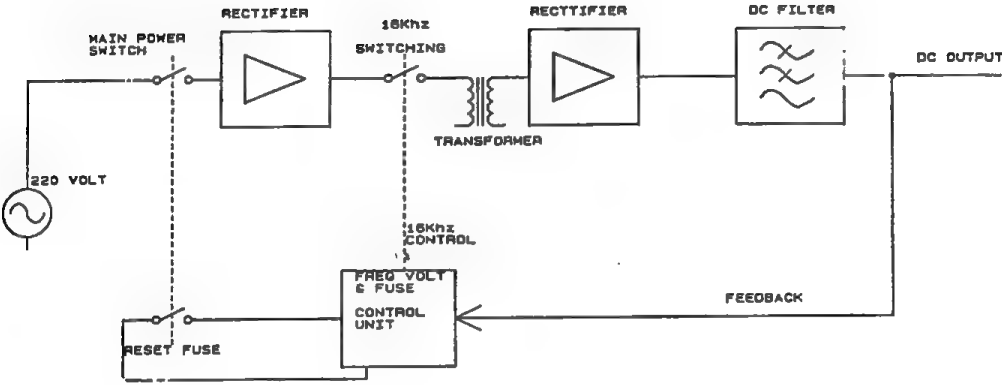 RECTIFIER
16Khz
RECTTIFIER
DC FILTER
MAIN POWER
SWITCH
SWITCHING
DC OUTPUT
TRANSFORMER
220 VOLT
16Khz
CONTROL
FREQ VOLT
& FUSE
CONTROL
UNIT
FEEDBACK
RESET FUSE